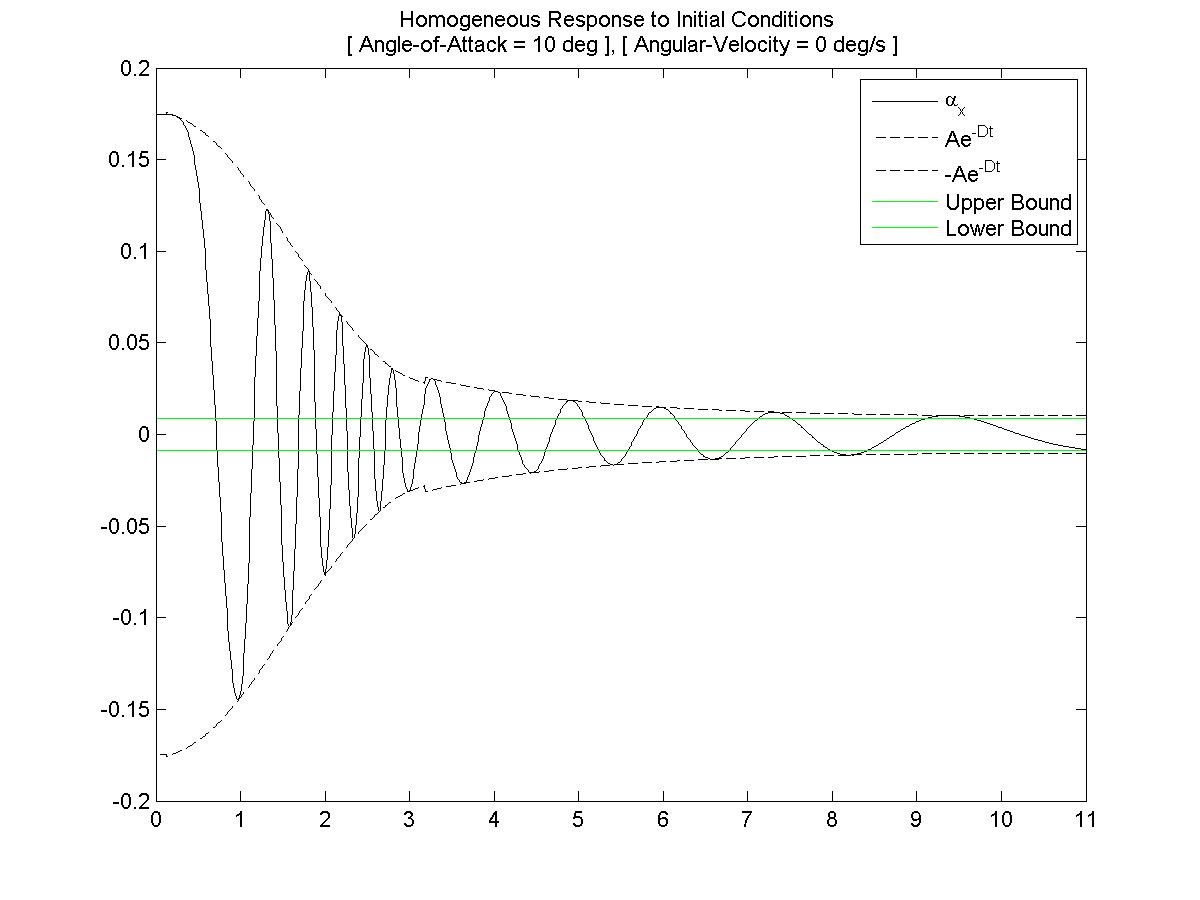 Homogeneous Response to Initial Conditions
[ Angle-of-Attack = 10 deg ], [ Angular-Velocity = 0 deg/s ]
0.2
0.15
0.1
0.05
0
-0.05
-0.1
-0.15
-0.2
αx
Ae-Dt
-Ae-Dt
Upper Bound
Lower Bound
0 1 2 3 4 5 6 7 8 9 10 11